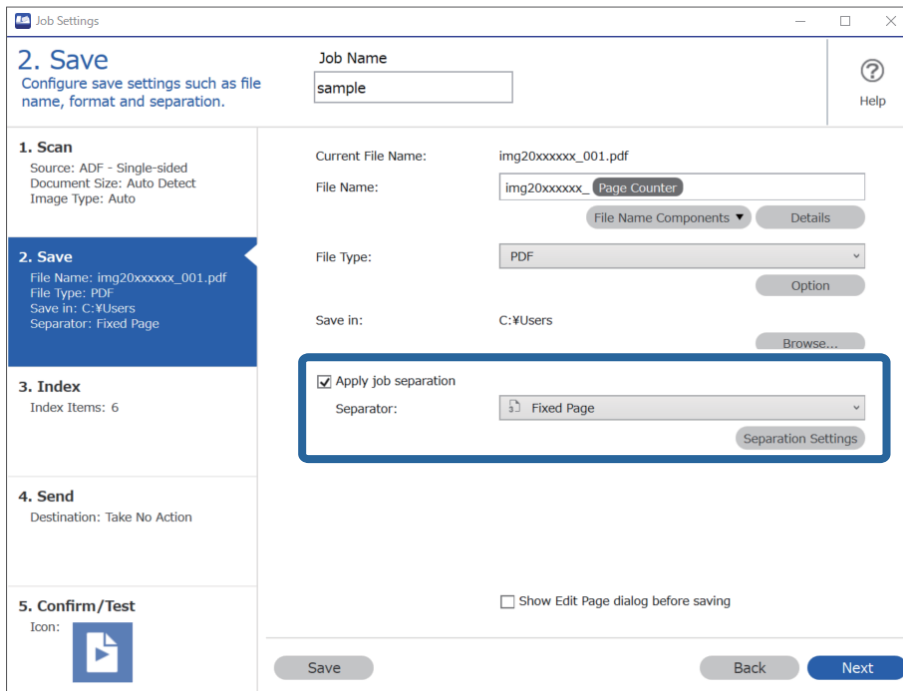 Job Settings
2. Save
Configure save settings such as file
name, format and separation.
Job Name
sample
Help
1. Scan
Source: ADF - Single-sided
Document Size: Auto Detect
Image Type: Auto
2. Save
File Name: img20xxxxxx_001.pdf
File Type: PDF
Save in: C:¥Users
Separator: Fixed Page
3. Index
Index Items: 6
4. Send
Destination: Take No Action
5. Confirm/Test
Icon:
Current File Name: img20xxxxxx_001.pdf
File Name: img20xxxxxx_ Page Counter
File Name Components ▼ Details
File Type: PDF
Option
Save in: C:¥Users
Browse...
Apply job separation
Separator: Fixed Page
Separation Settings
Show Edit Page dialog before saving
Save Back Next